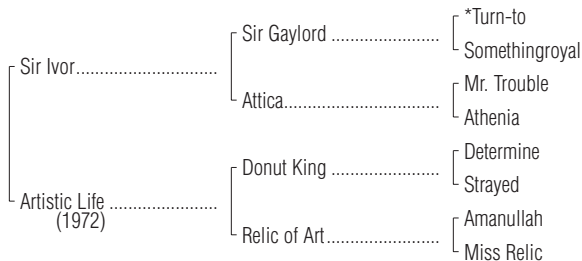 *Turn-to
Sir Gaylord ....................
Somethingroyal
Sir Ivor..........................
Mr. Trouble
Attica.............................
Athenia
Determine
Donut King ....................
Strayed
Artistic Life ....................
(1972)
Amanullah
Relic of Art.....................
Miss Relic